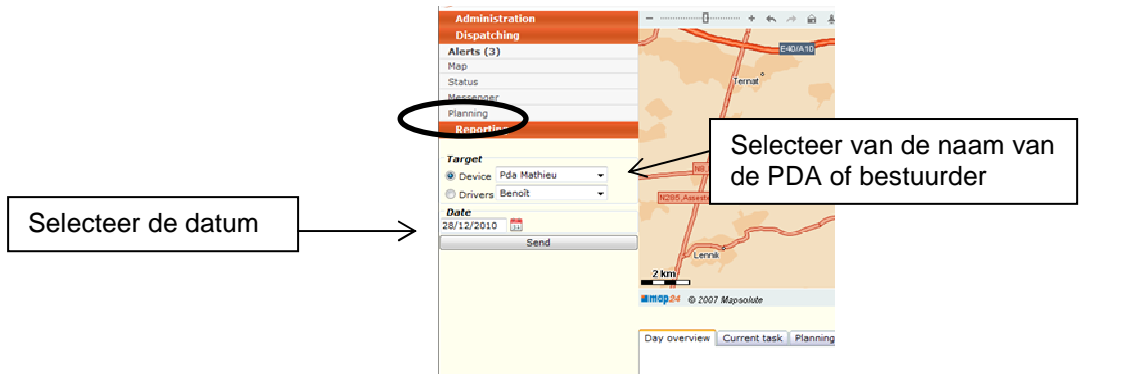 Administration
Dispatching
Alerts (3)
Map
Status
Messenger
Planning
Reporting
Target
Device Pda Mathieu
Drivers Benoît
Date
28/12/2010
Send
Selecteer de datum
Selecteer van de naam van
de PDA of bestuurder
E40/A10
Ternat
N285
Lennik
2 km
map24 © 2007 Mapsolute
Day overview Current task Planning